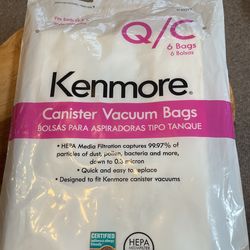 Q/C
6 Bags
6 Bolsas
Kenmore
Canister Vacuum Bags
BOLSAS PARA ASPIRADORAS TIPO TANQUE
• HEPA Media Filtration captures 99.97% of
particles of dust, pollen, bacteria and more,
down to 0.3 micron
• Quick and easy to replace
• Designed to fit Kenmore canister vacuums
CERTIFIED
HEPA